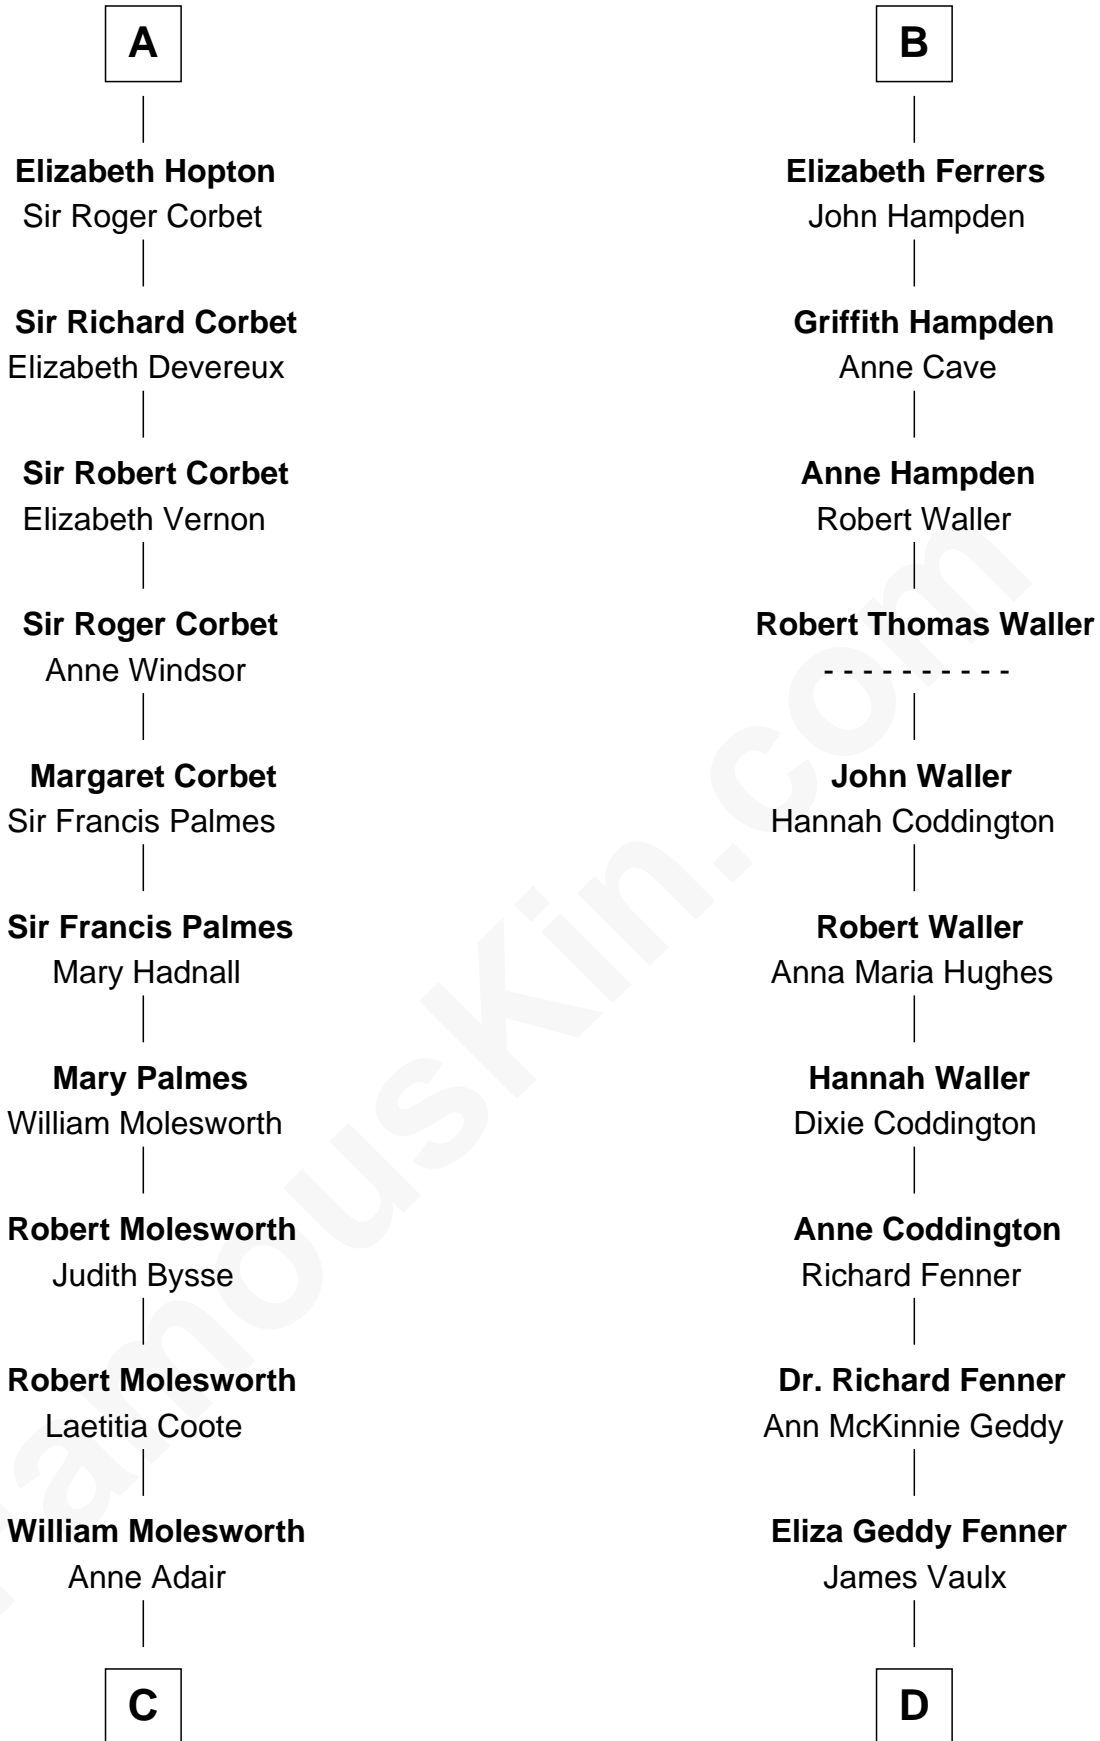 A
Elizabeth Hopton
Sir Roger Corbet
Sir Richard Corbet
Elizabeth Devereux
Sir Robert Corbet
Elizabeth Vernon
Sir Roger Corbet
Anne Windsor
Margaret Corbet
Sir Francis Palmes
Sir Francis Palmes
Mary Hadnall
Mary Palmes
William Molesworth
Robert Molesworth
Judith Bysse
Robert Molesworth
Laetitia Coote
William Molesworth
Anne Adair
C
B
Elizabeth Ferrers
John Hampden
Griffith Hampden
Anne Cave
Anne Hampden
Robert Waller
Robert Thomas Waller
- - - - - - - - - -
John Waller
Hannah Coddington
Robert Waller
Anna Maria Hughes
Hannah Waller
Dixie Coddington
Anne Coddington
Richard Fenner
Dr. Richard Fenner
Ann McKinnie Geddy
Eliza Geddy Fenner
James Vaulx
D
FamousKin.com